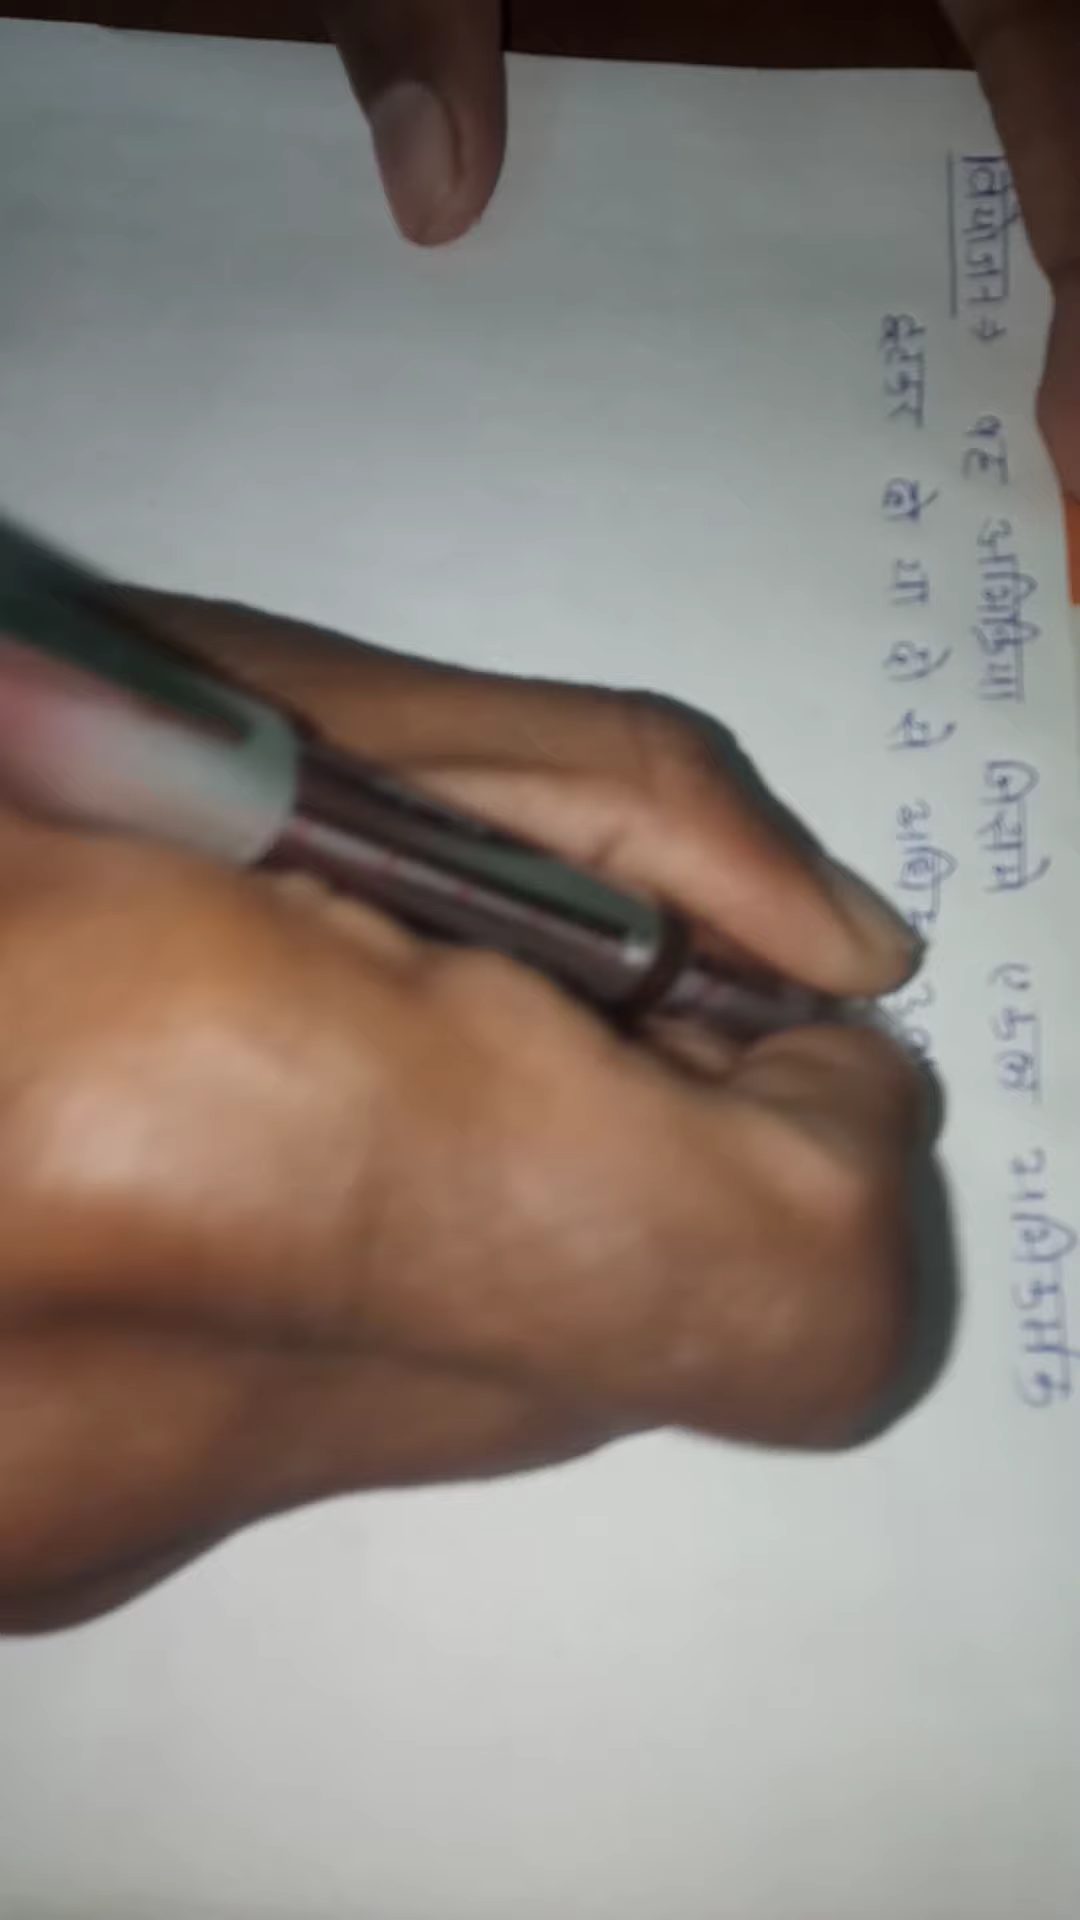 वियोजन → वह अभिक्रिया जिसमे एकल अभिकर्मक
टूटकर दो या दो से अधिक